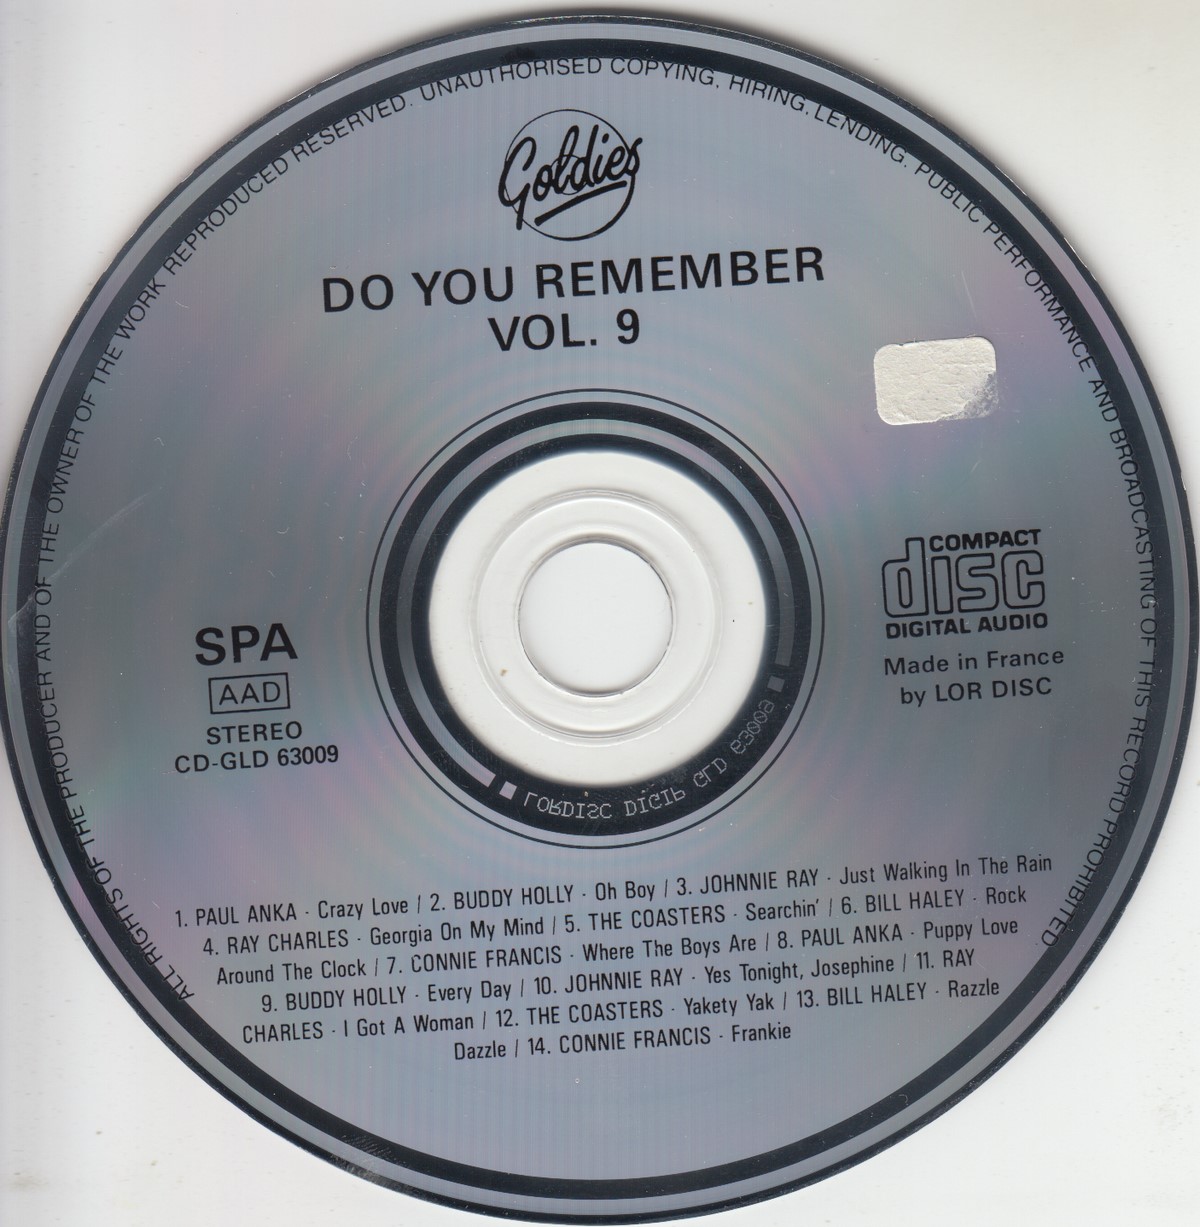 ALL RIGHTS OF THE PRODUCER AND OF THE OWNER OF THE WORK REPRODUCED RESERVED. UNAUTHORISED COPYING, HIRING, LENDING. PUBLIC PERFORMANCE AND BROADCASTING OF THIS RECORD PROHIBITED
Goldies
DO YOU REMEMBER
VOL. 9
COMPACT
disc
DIGITAL AUDIO
Made in France
by LOR DISC
SPA
AAD
STEREO
CD-GLD 63009
LORDISC DIGIP GLD 63009
1. PAUL ANKA · Crazy Love / 2. BUDDY HOLLY · Oh Boy / 3. JOHNNIE RAY · Just Walking In The Rain
4. RAY CHARLES · Georgia On My Mind / 5. THE COASTERS · Searchin' / 6. BILL HALEY · Rock
Around The Clock / 7. CONNIE FRANCIS · Where The Boys Are / 8. PAUL ANKA · Puppy Love
9. BUDDY HOLLY · Every Day / 10. JOHNNIE RAY · Yes Tonight, Josephine / 11. RAY
CHARLES · I Got A Woman / 12. THE COASTERS · Yakety Yak / 13. BILL HALEY · Razzle
Dazzle / 14. CONNIE FRANCIS · Frankie